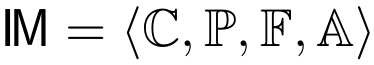 𝖨𝖬 = ⟨ℂ, ℙ, 𝔽, 𝔸⟩